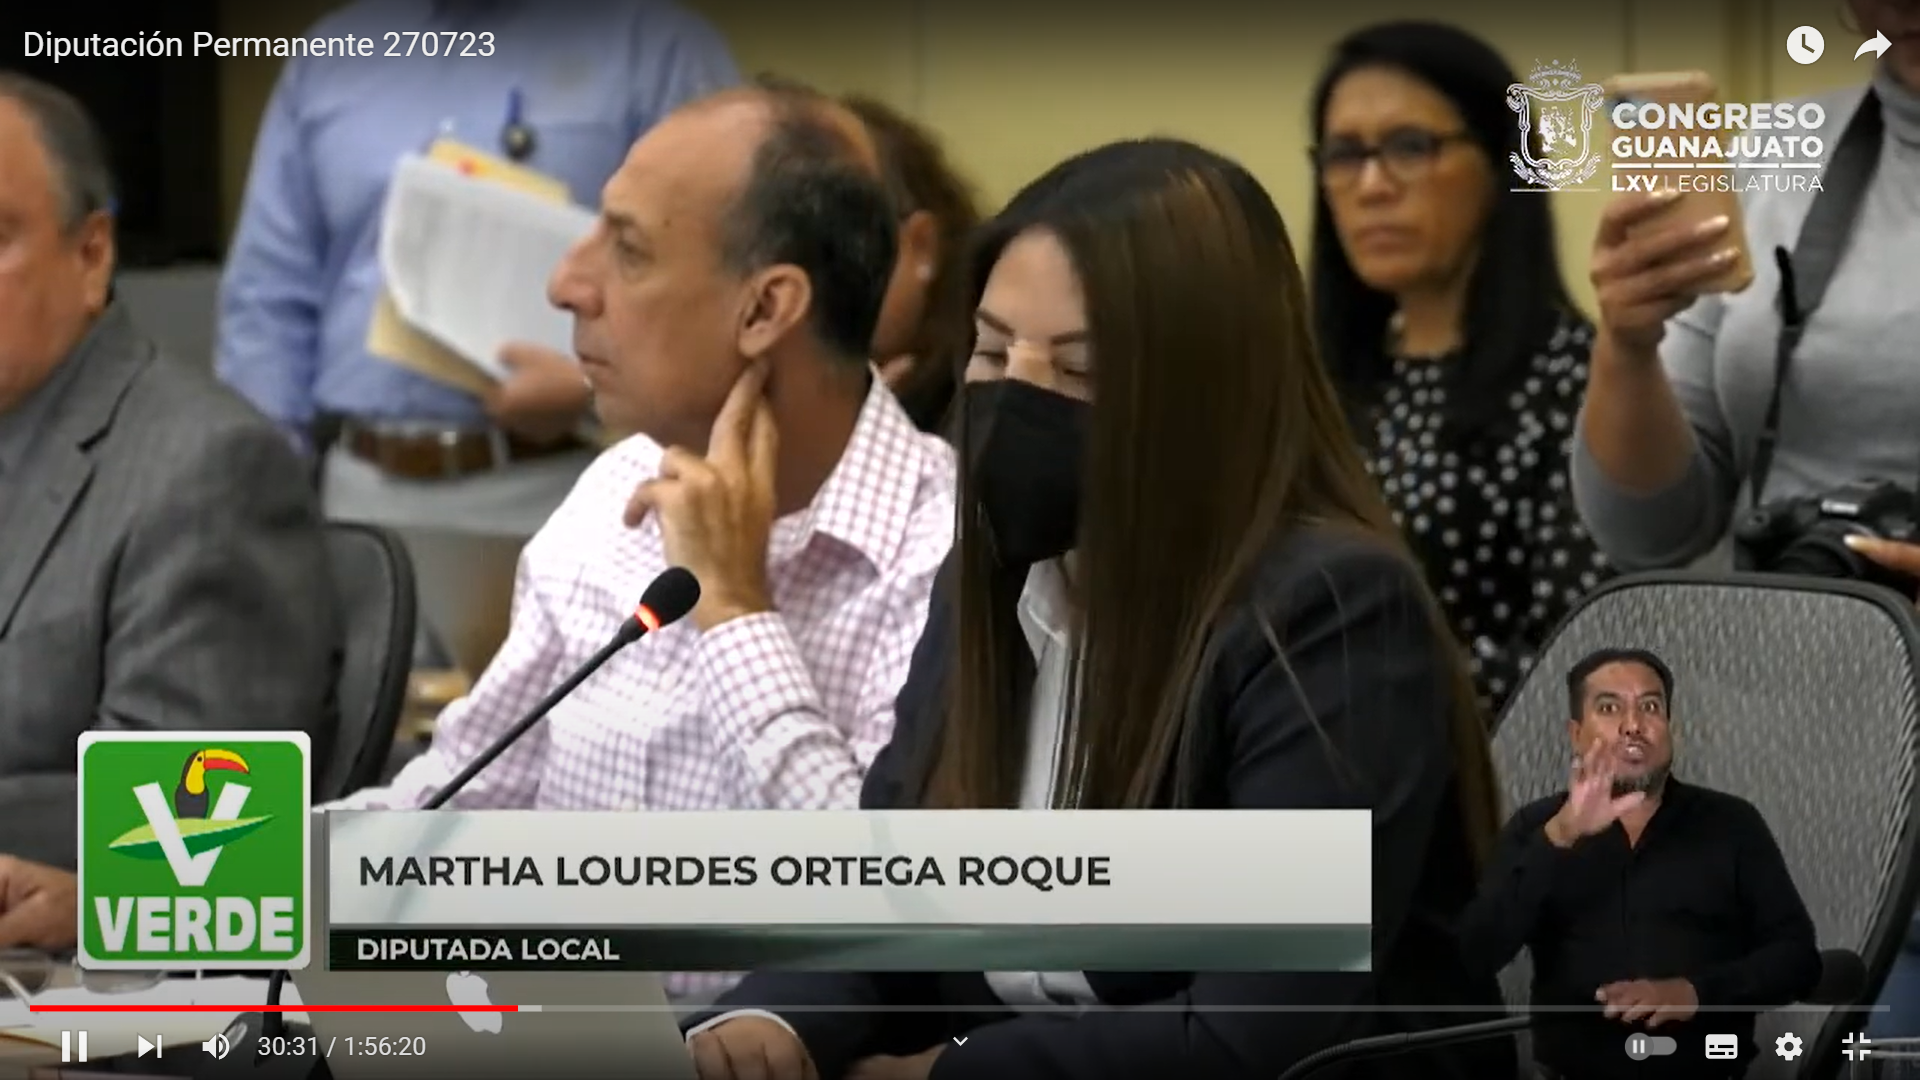 Diputación Permanente 270723
CONGRESO
GUANAJUATO
LXV LEGISLATURA
MARTHA LOURDES ORTEGA ROQUE
VERDE
DIPUTADA LOCAL
30:31 / 1:56:20